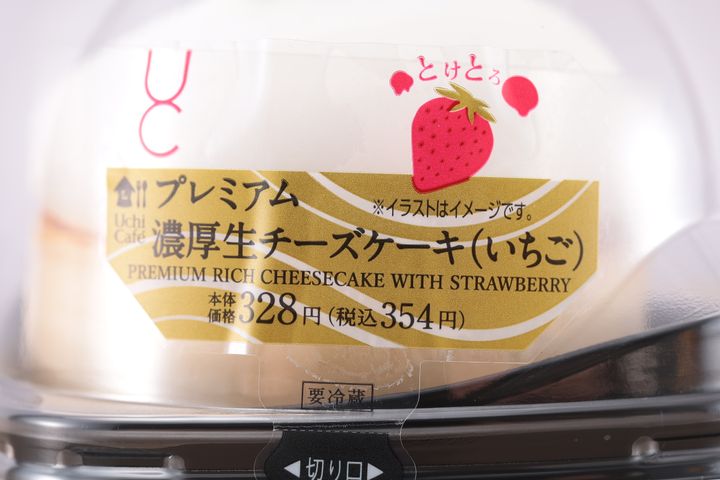 UC
とけとろ
Uchi Café
プレミアム
※イラストはイメージです。
濃厚生チーズケーキ(いちご)
PREMIUM RICH CHEESECAKE WITH STRAWBERRY
本体価格328円(税込354円)
要冷蔵
◀切り口▶